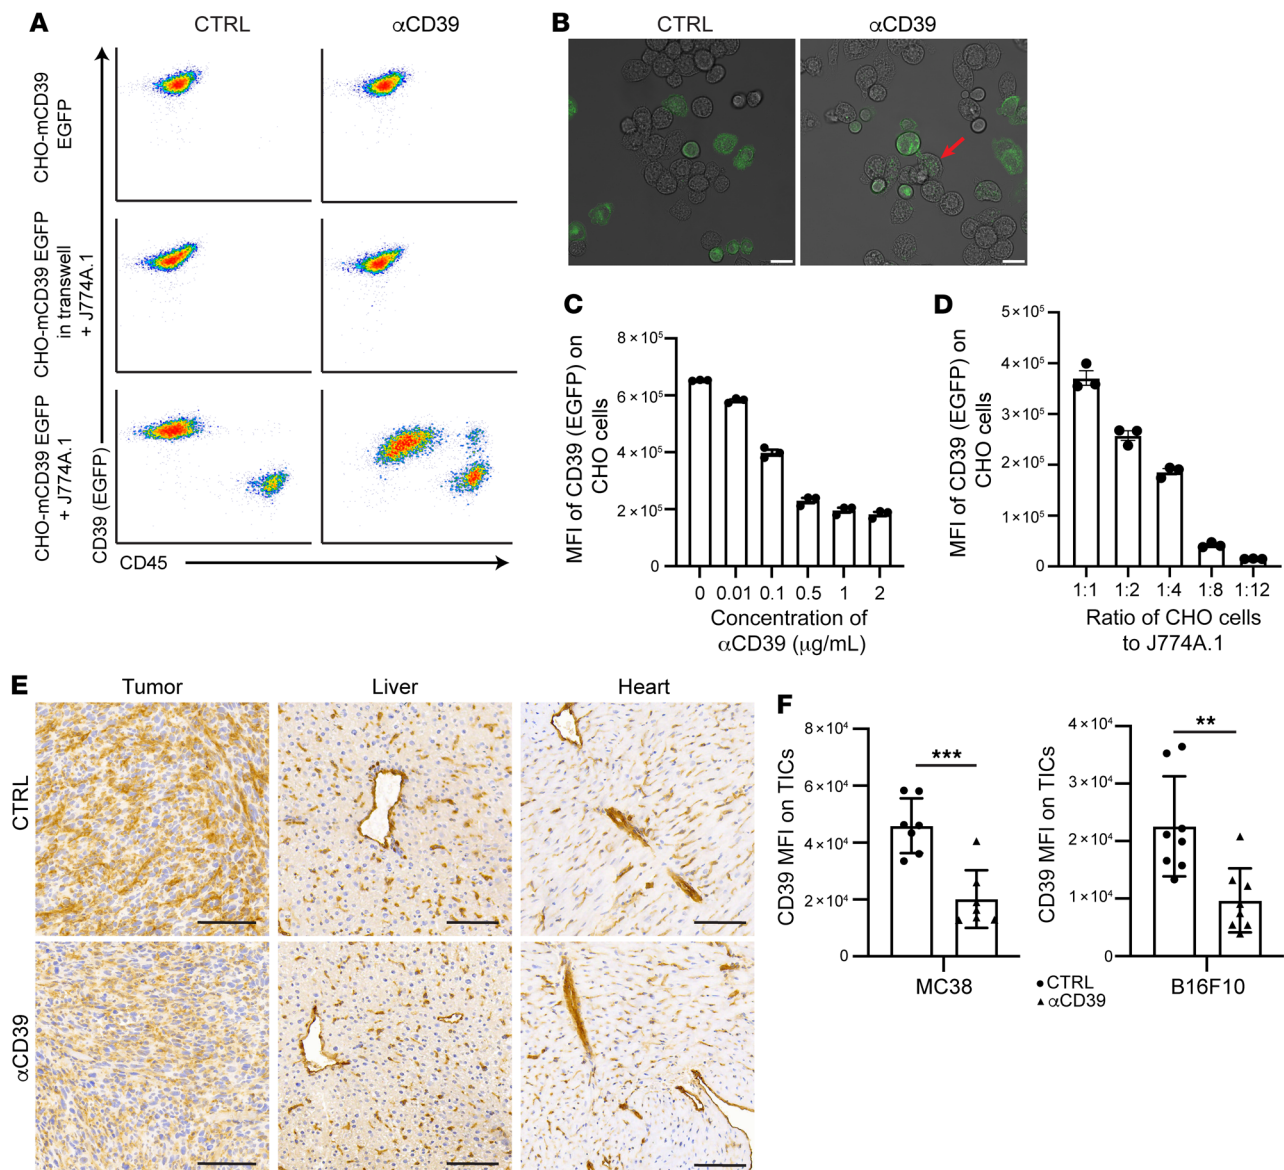 A
CTRL
αCD39
CHO-mCD39
EGFP
CHO-mCD39 EGFP
in transwell
+ J774A.1
CHO-mCD39 EGFP
+ J774A.1
CD39 (EGFP)
CD45
B
CTRL
αCD39
C
MFI of CD39 (EGFP) on
CHO cells
8 × 10⁵
6 × 10⁵
4 × 10⁵
2 × 10⁵
0
0 0.01 0.1 0.5 1 2
Concentration of
αCD39 (μg/mL)
D
MFI of CD39 (EGFP) on
CHO cells
5 × 10⁵
4 × 10⁵
3 × 10⁵
2 × 10⁵
1 × 10⁵
0
1:1 1:2 1:4 1:8 1:12
Ratio of CHO cells
to J774A.1
E
Tumor
Liver
Heart
CTRL
αCD39
F
CD39 MFI on TICs
8 × 10⁴
6 × 10⁴
4 × 10⁴
2 × 10⁴
0
***
MC38
CTRL
αCD39
CD39 MFI on TICs
4 × 10⁴
3 × 10⁴
2 × 10⁴
1 × 10⁴
0
**
B16F10